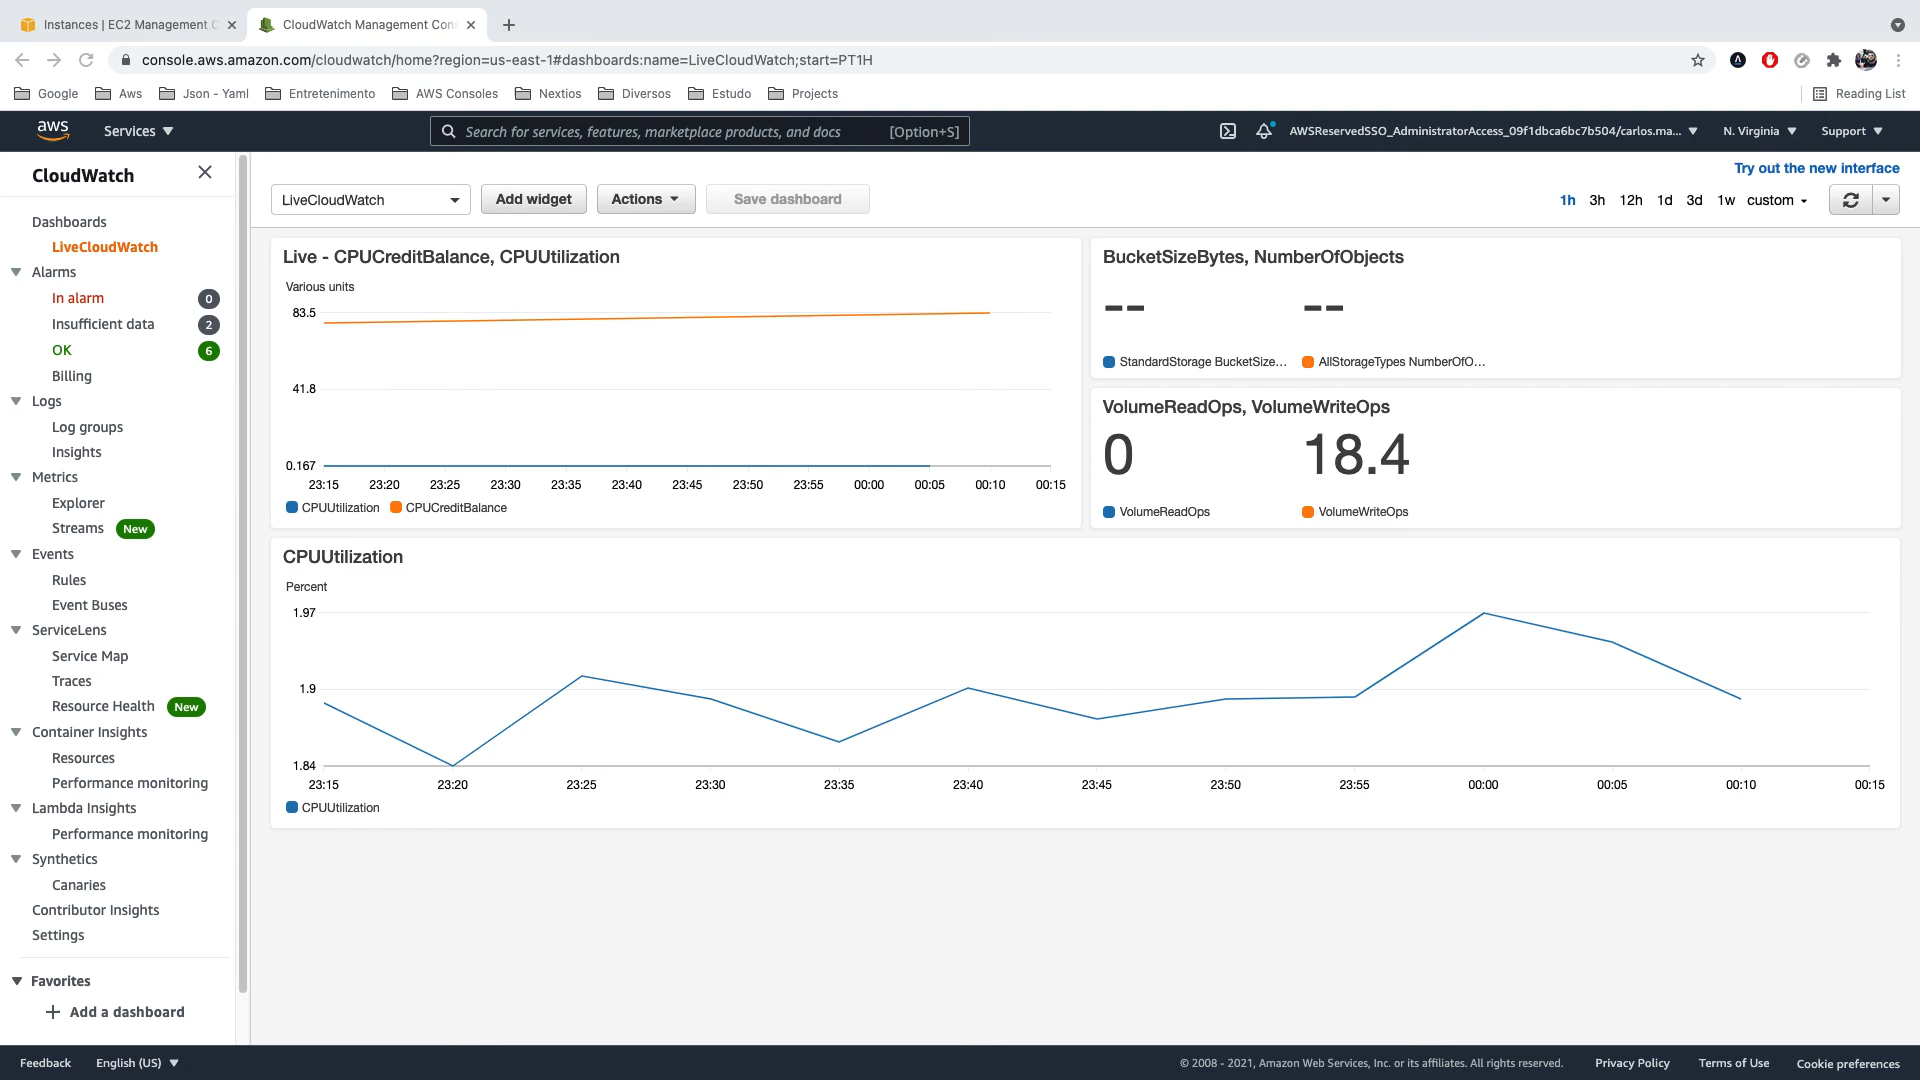 Instances | EC2 Management C
CloudWatch Management Con
console.aws.amazon.com/cloudwatch/home?region=us-east-1#dashboards:name=LiveCloudWatch;start=PT1H
Google Aws Json - Yaml Entretenimento AWS Consoles Nextios Diversos Estudo Projects Reading List
aws Services Search for services, features, marketplace products, and docs [Option+S] AWSReservedSSO_AdministratorAccess_09f1dbca6bc7b504/carlos.ma... N. Virginia Support
CloudWatch
Dashboards
LiveCloudWatch
Alarms
In alarm 0
Insufficient data 2
OK 6
Billing
Logs
Log groups
Insights
Metrics
Explorer
Streams New
Events
Rules
Event Buses
ServiceLens
Service Map
Traces
Resource Health New
Container Insights
Resources
Performance monitoring
Lambda Insights
Performance monitoring
Synthetics
Canaries
Contributor Insights
Settings
Favorites
Add a dashboard
Try out the new interface
LiveCloudWatch Add widget Actions Save dashboard 1h 3h 12h 1d 3d 1w custom
Live - CPUCreditBalance, CPUUtilization
Various units
83.5
41.8
0.167
23:15 23:20 23:25 23:30 23:35 23:40 23:45 23:50 23:55 00:00 00:05 00:10 00:15
CPUUtilization CPUCreditBalance
BucketSizeBytes, NumberOfObjects
-- --
StandardStorage BucketSize... AllStorageTypes NumberOfO...
VolumeReadOps, VolumeWriteOps
0 18.4
VolumeReadOps VolumeWriteOps
CPUUtilization
Percent
1.97
1.9
1.84
23:15 23:20 23:25 23:30 23:35 23:40 23:45 23:50 23:55 00:00 00:05 00:10 00:15
CPUUtilization
Feedback English (US) © 2008 - 2021, Amazon Web Services, Inc. or its affiliates. All rights reserved. Privacy Policy Terms of Use Cookie preferences